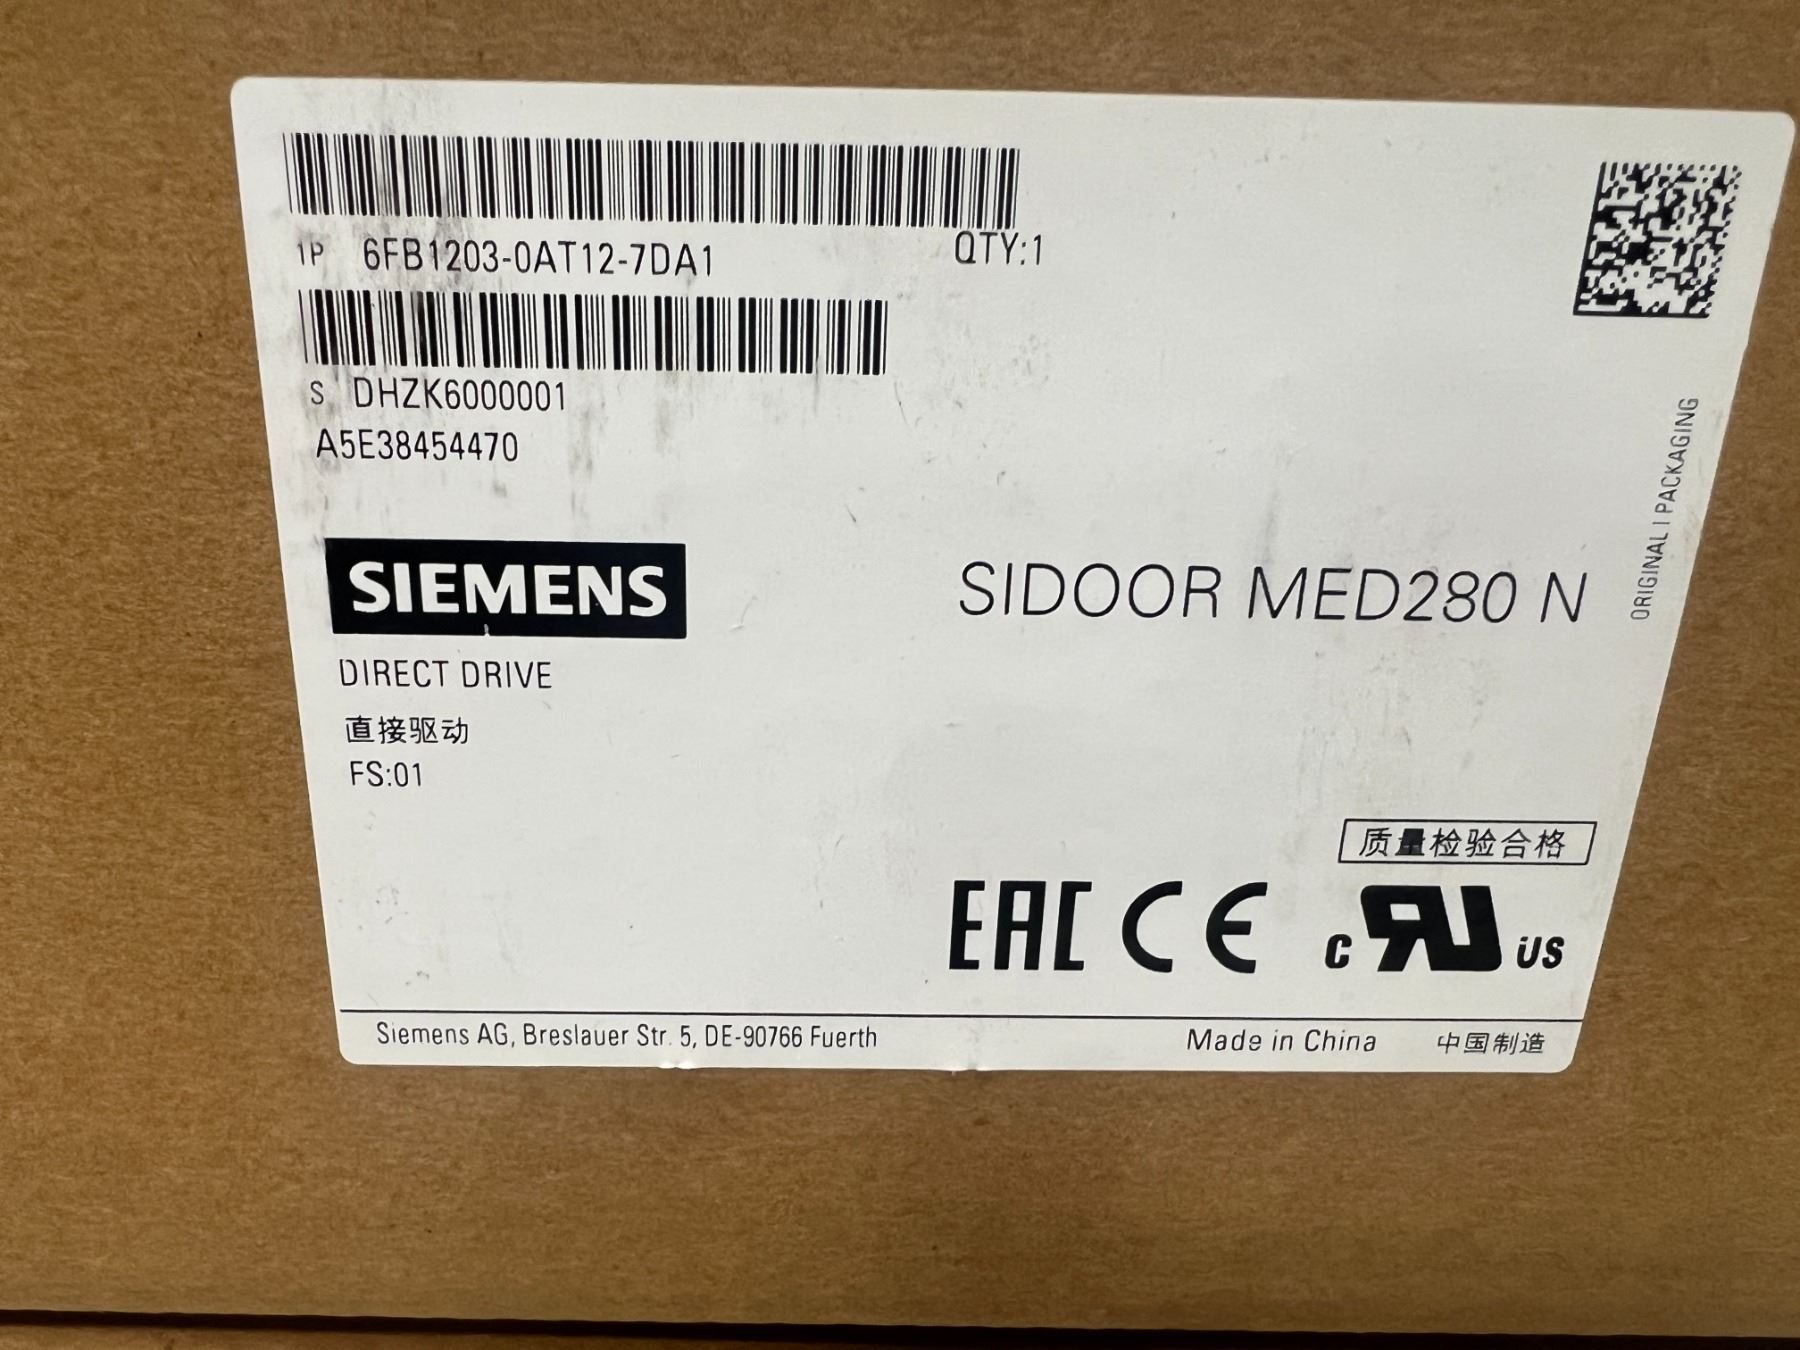 1P 6FB1203-0AT12-7DA1 QTY:1
S DHZK6000001
A5E38454470
SIEMENS
SIDOOR MED280 N
ORIGINAL | PACKAGING
DIRECT DRIVE
直接驱动
FS:01
质量检验合格
EAC CE c RU US
Siemens AG, Breslauer Str. 5, DE-90766 Fuerth Made in China 中国制造